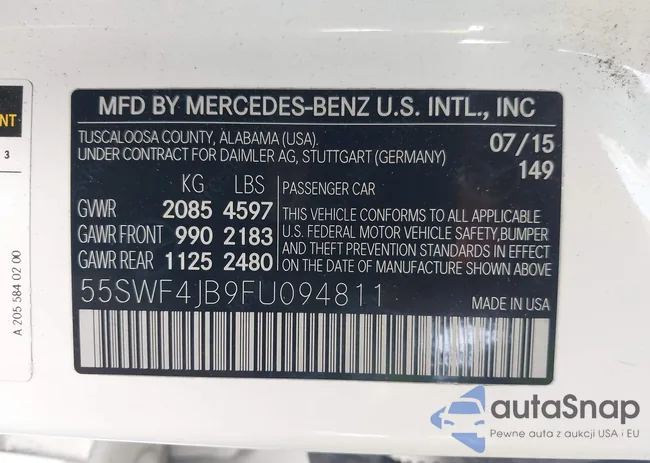 MFD BY MERCEDES-BENZ U.S. INTL., INC
TUSCALOOSA COUNTY, ALABAMA (USA).
UNDER CONTRACT FOR DAIMLER AG, STUTTGART (GERMANY)
07/15
149
KG LBS
GVWR 2085 4597
GAWR FRONT 990 2183
GAWR REAR 1125 2480
PASSENGER CAR
THIS VEHICLE CONFORMS TO ALL APPLICABLE
U.S. FEDERAL MOTOR VEHICLE SAFETY,BUMPER
AND THEFT PREVENTION STANDARDS IN EFFECT
ON THE DATE OF MANUFACTURE SHOWN ABOVE.
55SWF4JB9FU094811
MADE IN USA
NT
3
A 205 584 02 00
autaSnap
Pewne auta z aukcji USA i EU